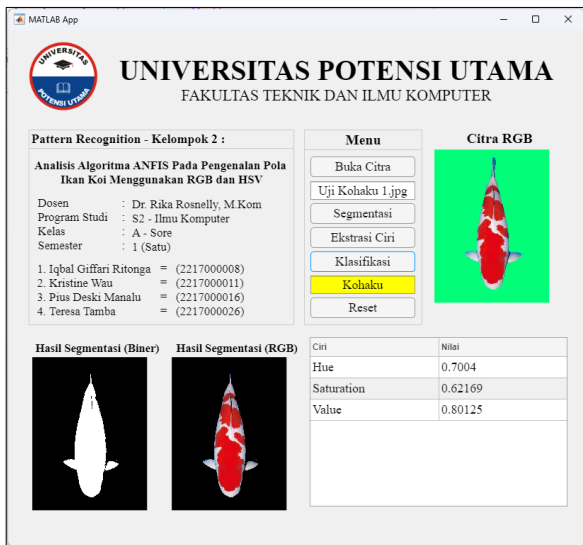 MATLAB App
UNIVERSITAS
POTENSI UTAMA
UNIVERSITAS POTENSI UTAMA
FAKULTAS TEKNIK DAN ILMU KOMPUTER
Pattern Recognition - Kelompok 2 :
Analisis Algoritma ANFIS Pada Pengenalan Pola
Ikan Koi Menggunakan RGB dan HSV
Dosen : Dr. Rika Rosnelly, M.Kom
Program Studi : S2 - Ilmu Komputer
Kelas : A - Sore
Semester : 1 (Satu)
1. Iqbal Giffari Ritonga = (2217000008)
2. Kristine Wau = (2217000011)
3. Pius Deski Manalu = (2217000016)
4. Teresa Tamba = (2217000026)
Menu
Buka Citra
Uji Kohaku 1.jpg
Segmentasi
Ekstrasi Ciri
Klasifikasi
Kohaku
Reset
Citra RGB
Hasil Segmentasi (Biner)
Hasil Segmentasi (RGB)
Ciri Nilai
Hue 0.7004
Saturation 0.62169
Value 0.80125